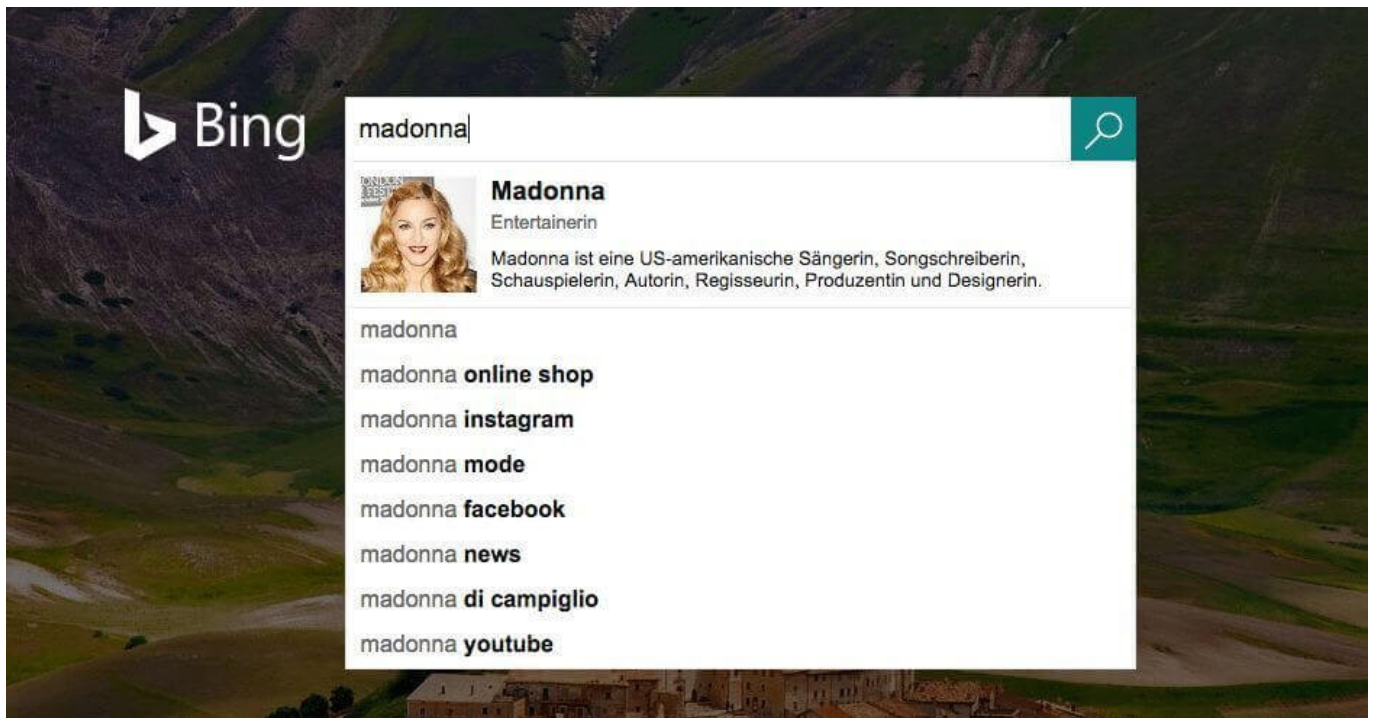 Bing
madonna
Madonna
Entertainerin
Madonna ist eine US-amerikanische Sängerin, Songschreiberin,
Schauspielerin, Autorin, Regisseurin, Produzentin und Designerin.
madonna
madonna online shop
madonna instagram
madonna mode
madonna facebook
madonna news
madonna di campiglio
madonna youtube